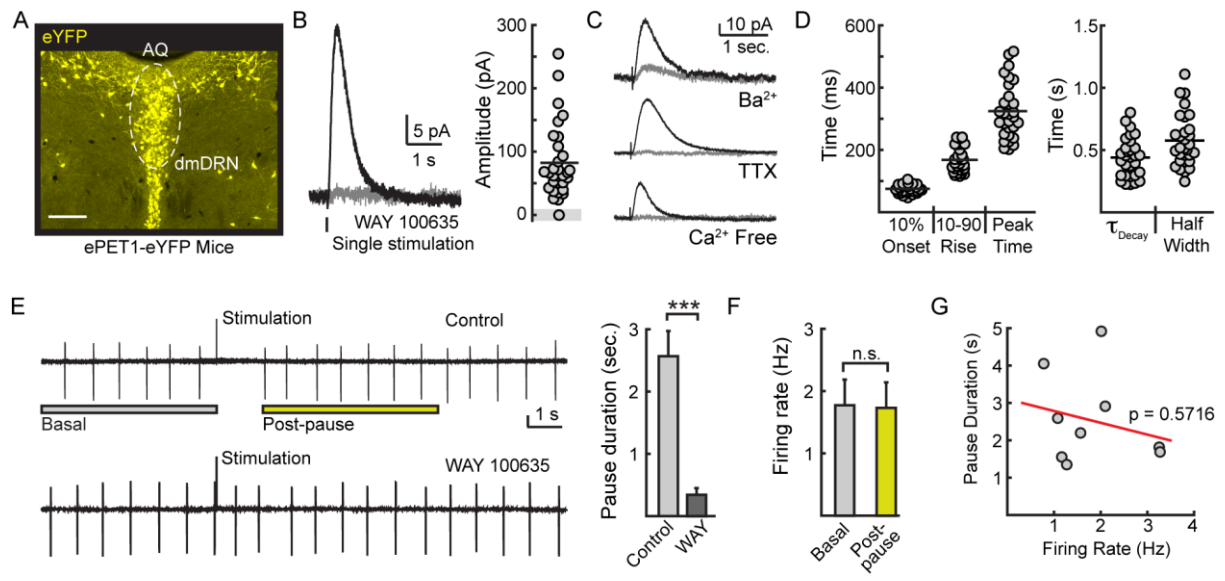 A
eYFP
AQ
dmDRN
ePET1-eYFP Mice
B
5 pA
1 s
WAY 100635
Single stimulation
Amplitude (pA)
300
250
200
150
100
50
0
C
10 pA
1 sec.
Ba²⁺
TTX
Ca²⁺ Free
D
Time (ms)
600
400
200
10% Onset
10-90 Rise
Peak Time
Time (s)
1.5
1.0
0.5
τDecay
Half Width
E
Stimulation
Control
Basal
Post-pause
1 s
Stimulation
WAY 100635
Pause duration (sec.)
3
2
1
0
***
Control
WAY
F
Firing rate (Hz)
3
2
1
0
n.s.
Basal
Post-
pause
G
Pause Duration (s)
5
4
3
2
1
p = 0.5716
1 2 3 4
Firing Rate (Hz)